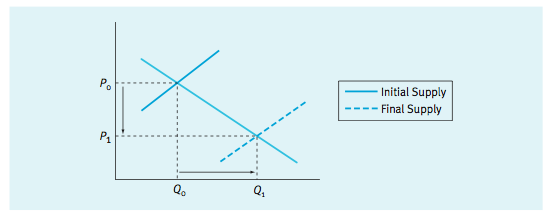 P₀
P₁
Q₀
Q₁
Initial Supply
Final Supply